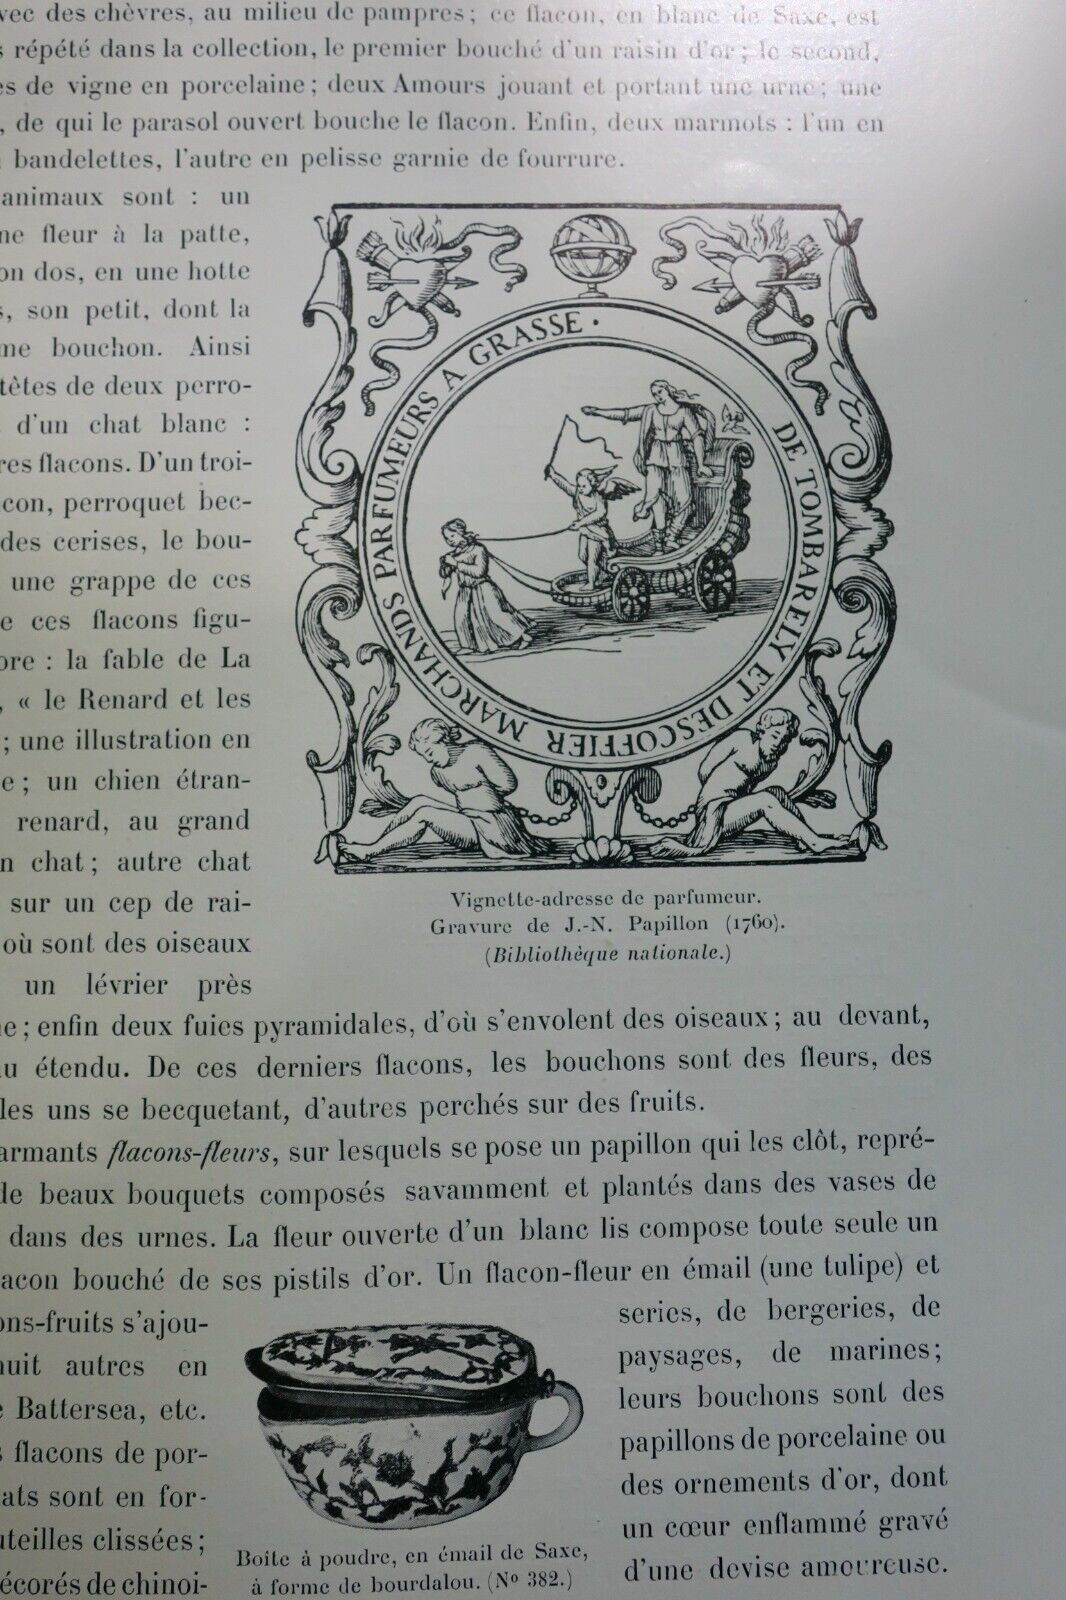 vec des chèvres, au milieu de pampres; ce flacon, en blanc de Saxe, est
répété dans la collection, le premier bouché d'un raisin d'or; le second,
de vigne en porcelaine; deux Amours jouant et portant une urne; une
, de qui le parasol ouvert bouche le flacon. Enfin, deux marmots : l'un en
bandelettes, l'autre en pelisse garnie de fourrure.
animaux sont : un
ne fleur à la patte,
on dos, en une hotte
, son petit, dont la
me bouchon. Ainsi
têtes de deux perro-
d'un chat blanc :
res flacons. D'un troi-
con, perroquet bec-
des cerises, le bou-
une grappe de ces
e ces flacons figu-
ore : la fable de La
, « le Renard et les
; une illustration en
e; un chien étran-
renard, au grand
n chat; autre chat
sur un cep de rai-
où sont des oiseaux
un lévrier près
MARCHANDS PARFUMEURS A GRASSE ·
DE TOMBARELY ET DESCOFFIER
Vignette-adresse de parfumeur.
Gravure de J.-N. Papillon (1760).
(Bibliothèque nationale.)
ne; enfin deux fuies pyramidales, d'où s'envolent des oiseaux; au devant,
u étendu. De ces derniers flacons, les bouchons sont des fleurs, des
les uns se becquetant, d'autres perchés sur des fruits.
armants flacons-fleurs, sur lesquels se pose un papillon qui les clôt, repré-
de beaux bouquets composés savamment et plantés dans des vases de
dans des urnes. La fleur ouverte d'un blanc lis compose toute seule un
lacon bouché de ses pistils d'or. Un flacon-fleur en émail (une tulipe) et
ons-fruits s'ajou-
huit autres en
e Battersea, etc.
s flacons de por-
ats sont en for-
uteilles clissées;
écorés de chinoi-
Boîte à poudre, en émail de Saxe,
à forme de bourdalou. (N° 382.)
series, de bergeries, de
paysages, de marines;
leurs bouchons sont des
papillons de porcelaine ou
des ornements d'or, dont
un cœur enflammé gravé
d'une devise amoureuse.